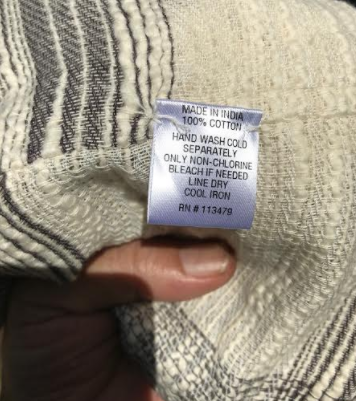 MADE IN INDIA
100% COTTON
HAND WASH COLD
SEPARATELY
ONLY NON-CHLORINE
BLEACH IF NEEDED
LINE DRY
COOL IRON
RN # 113479